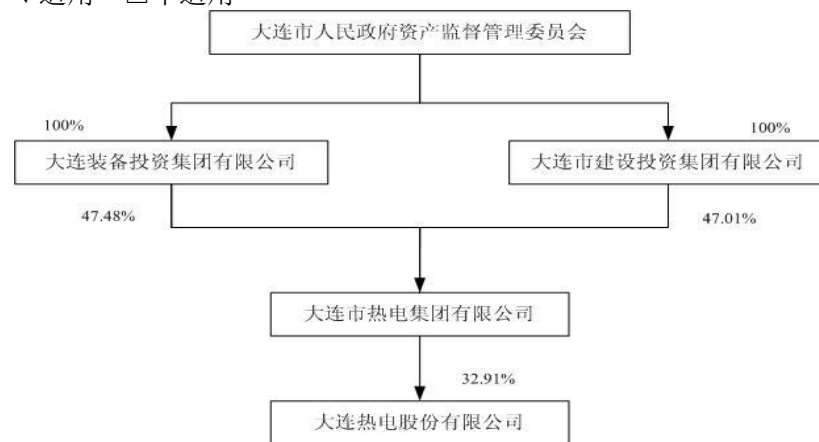 大连市人民政府资产监督管理委员会
100%
100%
大连装备投资集团有限公司
大连市建设投资集团有限公司
47.48%
47.01%
大连市热电集团有限公司
32.91%
大连热电股份有限公司